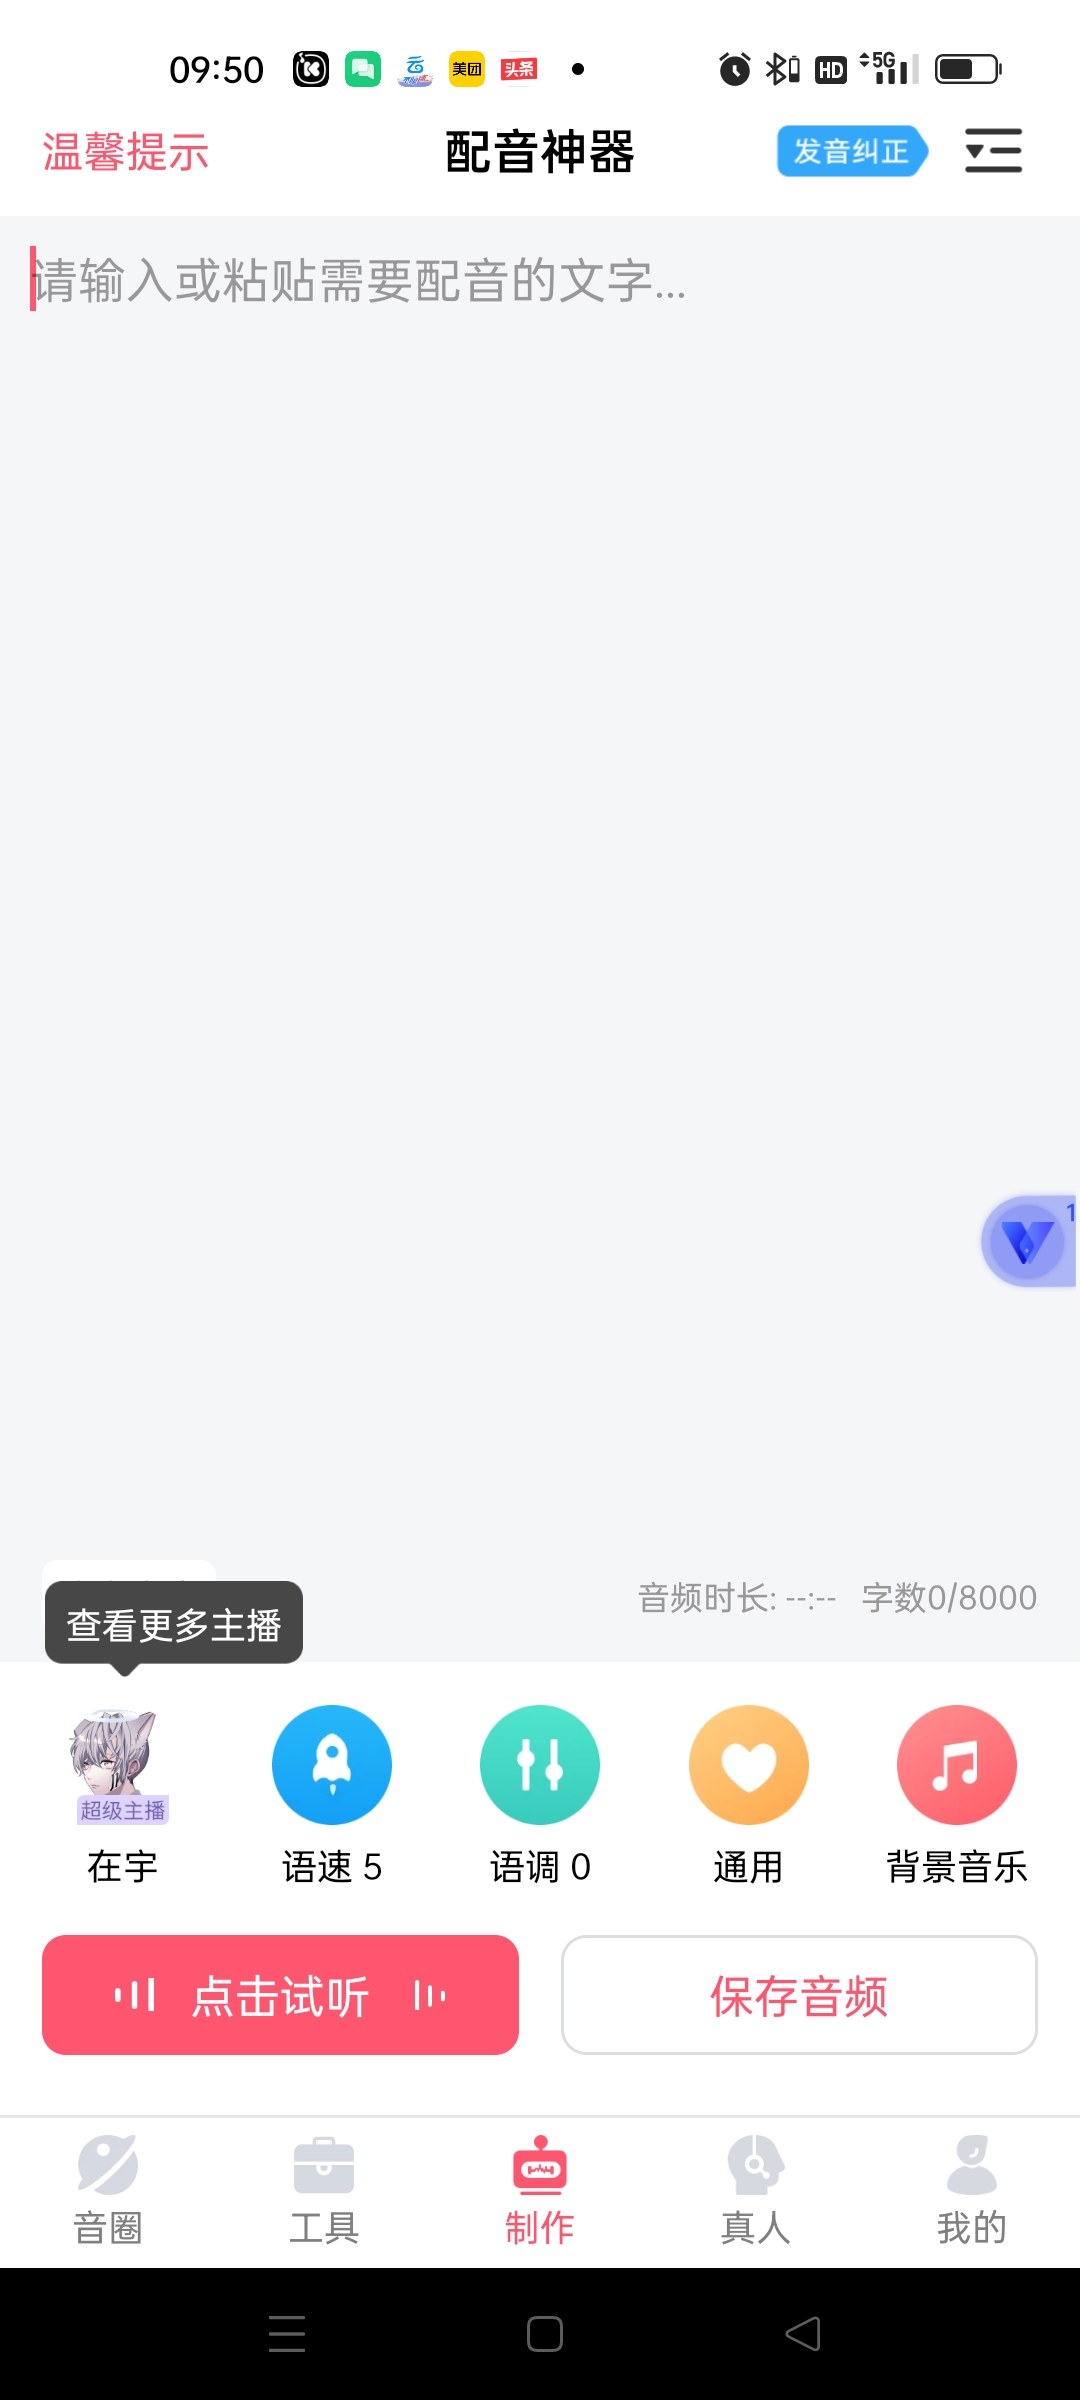 09:50 美团 头条 HD 5G
温馨提示 配音神器 发音纠正
请输入或粘贴需要配音的文字...
1
音频时长: --:-- 字数0/8000
查看更多主播
超级主播
在宇 语速 5 语调 0 通用 背景音乐
点击试听 保存音频
音圈 工具 制作 真人 我的